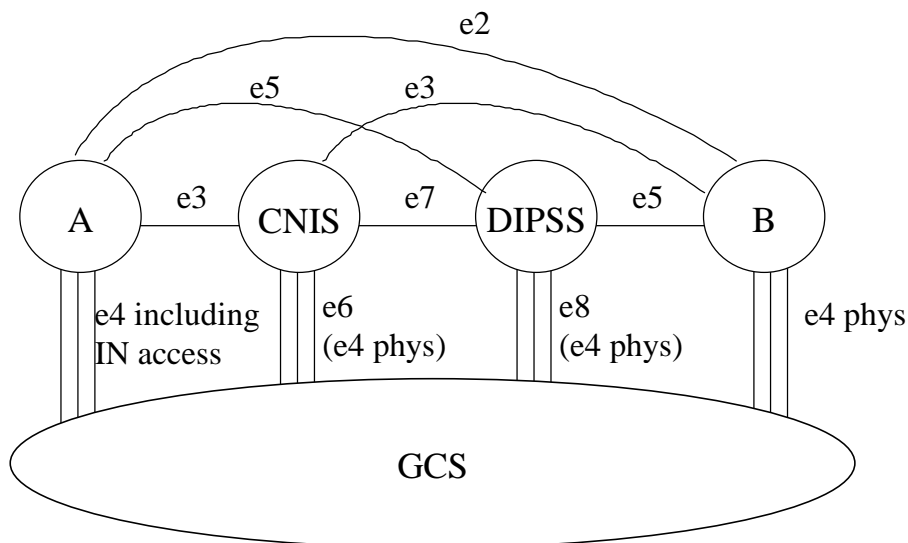 e2
e5
e3
A
e3
CNIS
e7
DIPSS
e5
B
e4 including
IN access
e6
(e4 phys)
e8
(e4 phys)
e4 phys
GCS